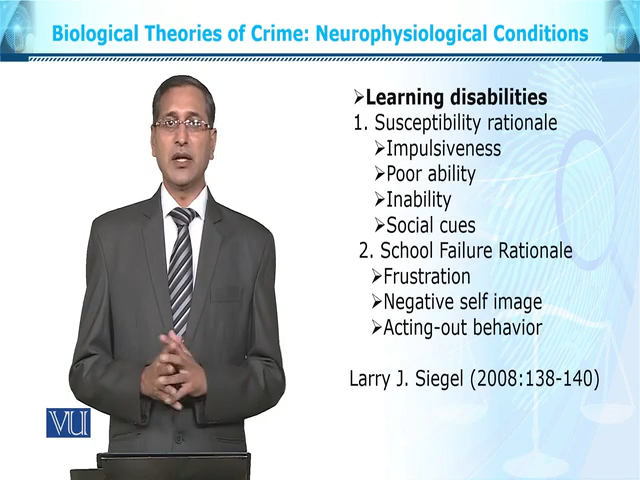 Biological Theories of Crime: Neurophysiological Conditions
➢Learning disabilities
1. Susceptibility rationale
➢Impulsiveness
➢Poor ability
➢Inability
➢Social cues
2. School Failure Rationale
➢Frustration
➢Negative self image
➢Acting-out behavior
Larry J. Siegel (2008:138-140)
VU